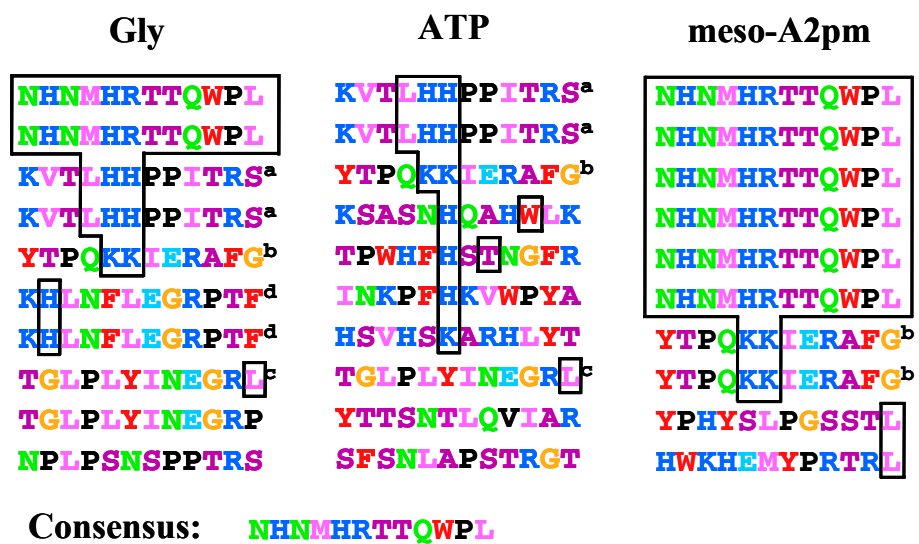 Gly
NHNMHRTTQWPL
NHNMHRTTQWPL
KVTLHHPPITRSa
KVTLHHPPITRSa
YTPQKKIERAFGb
KHLNFLEGRPTFd
KHLNFLEGRPTFd
TGLPLYINEGRLc
TGLPLYINEGRP
NPLPSNSPPTRS
ATP
KVTLHHPPITRSa
KVTLHHPPITRSa
YTPQKKIERAFGb
KSASNHQAHWLK
TPWHFHSTNGFR
INKPFHKVWPYA
HSVHSKARHLYT
TGLPLYINEGRLc
YTTSNTLQVIAR
SFSNLAPSTRGT
meso-A2pm
NHNMHRTTQWPL
NHNMHRTTQWPL
NHNMHRTTQWPL
NHNMHRTTQWPL
NHNMHRTTQWPL
NHNMHRTTQWPL
YTPQKKIERAFGb
YTPQKKIERAFGb
YPHYSLPGSSTL
HWKHEMYPRTRL
Consensus: NHNMHRTTQWPL